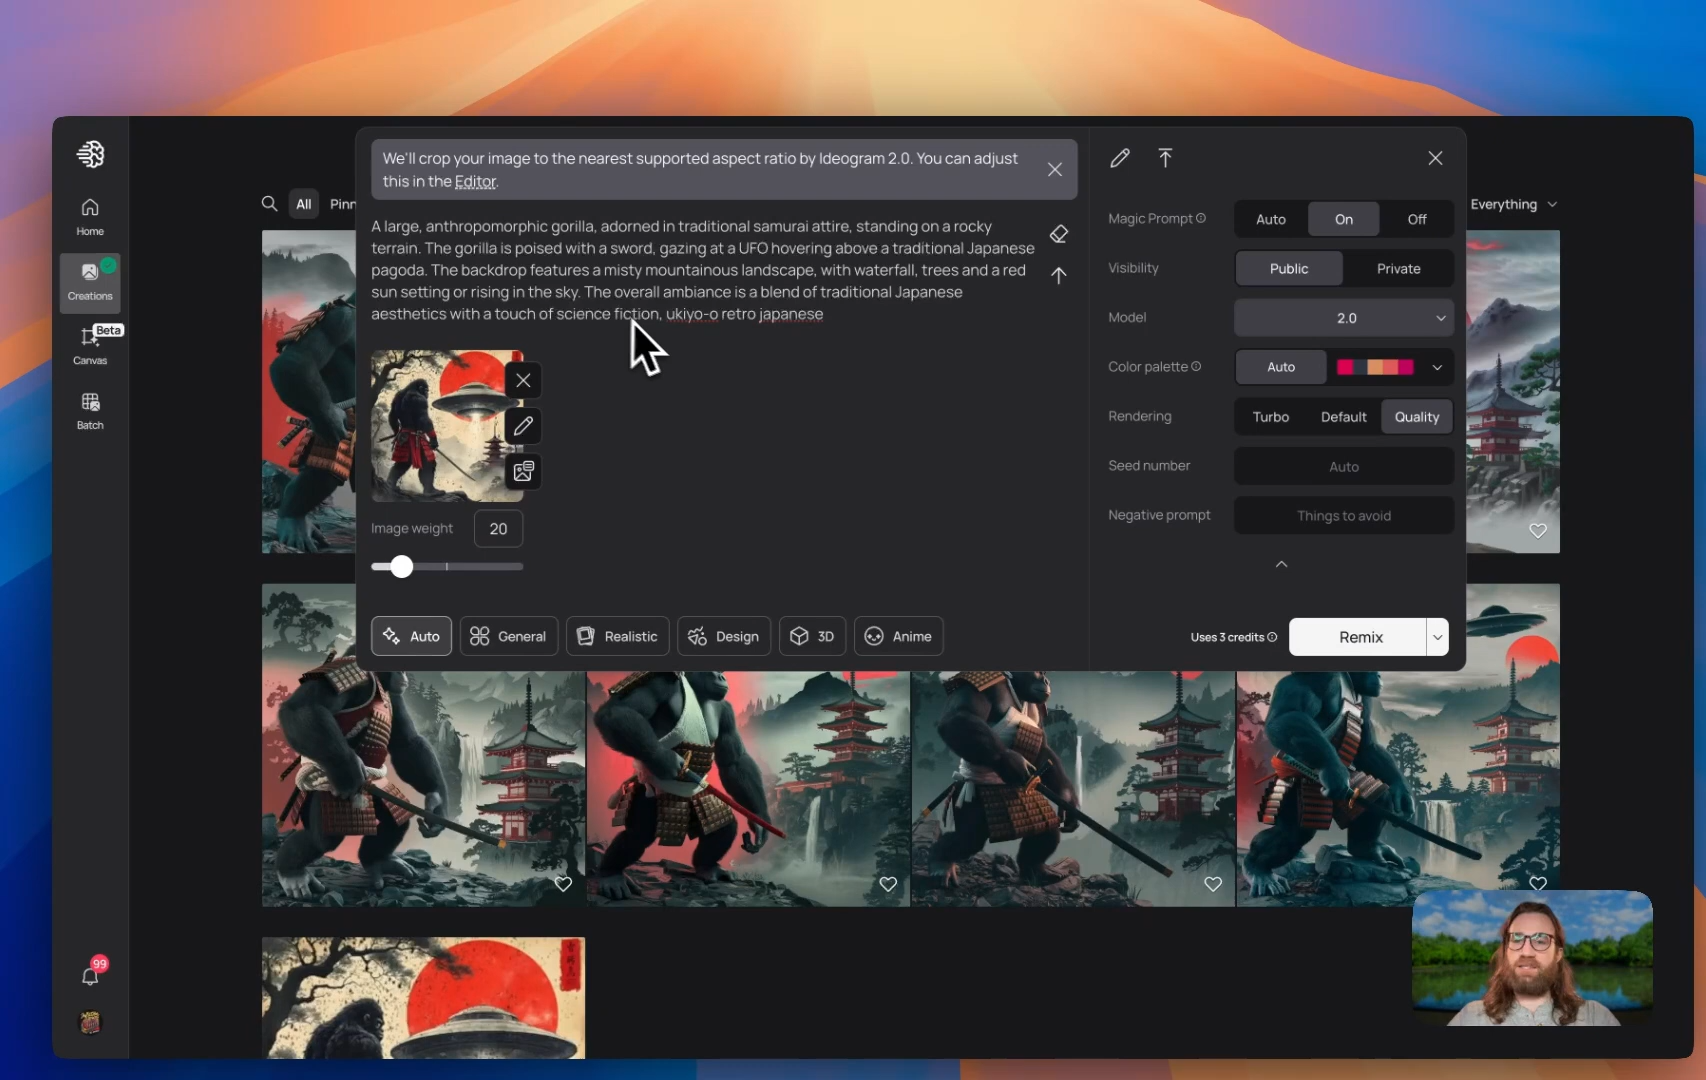 We'll crop your image to the nearest supported aspect ratio by Ideogram 2.0. You can adjust
this in the Editor.
Home
Creations
Beta
Canvas
Batch
99
All
Everything
A large, anthropomorphic gorilla, adorned in traditional samurai attire, standing on a rocky
terrain. The gorilla is poised with a sword, gazing at a UFO hovering above a traditional Japanese
pagoda. The backdrop features a misty mountainous landscape, with waterfall, trees and a red
sun setting or rising in the sky. The overall ambiance is a blend of traditional Japanese
aesthetics with a touch of science fiction, ukiyo-o retro japanese
Image weight 20
Auto General Realistic Design 3D Anime
Magic Prompt Auto On Off
Visibility Public Private
Model 2.0
Color palette Auto
Rendering Turbo Default Quality
Seed number Auto
Negative prompt Things to avoid
Uses 3 credits Remix